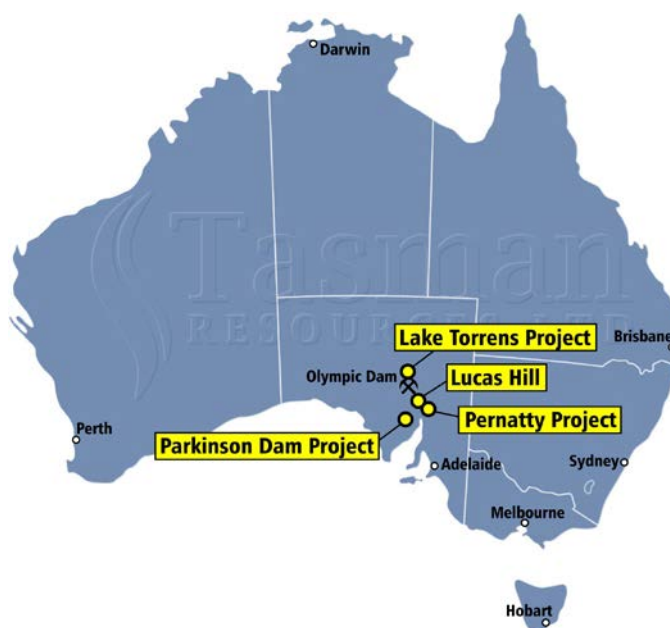 Darwin
Tasman
RESOURCES LTD
Brisbane
Lake Torrens Project
Olympic Dam
Lucas Hill
Pernatty Project
Perth
Parkinson Dam Project
Adelaide
Sydney
Melbourne
Hobart